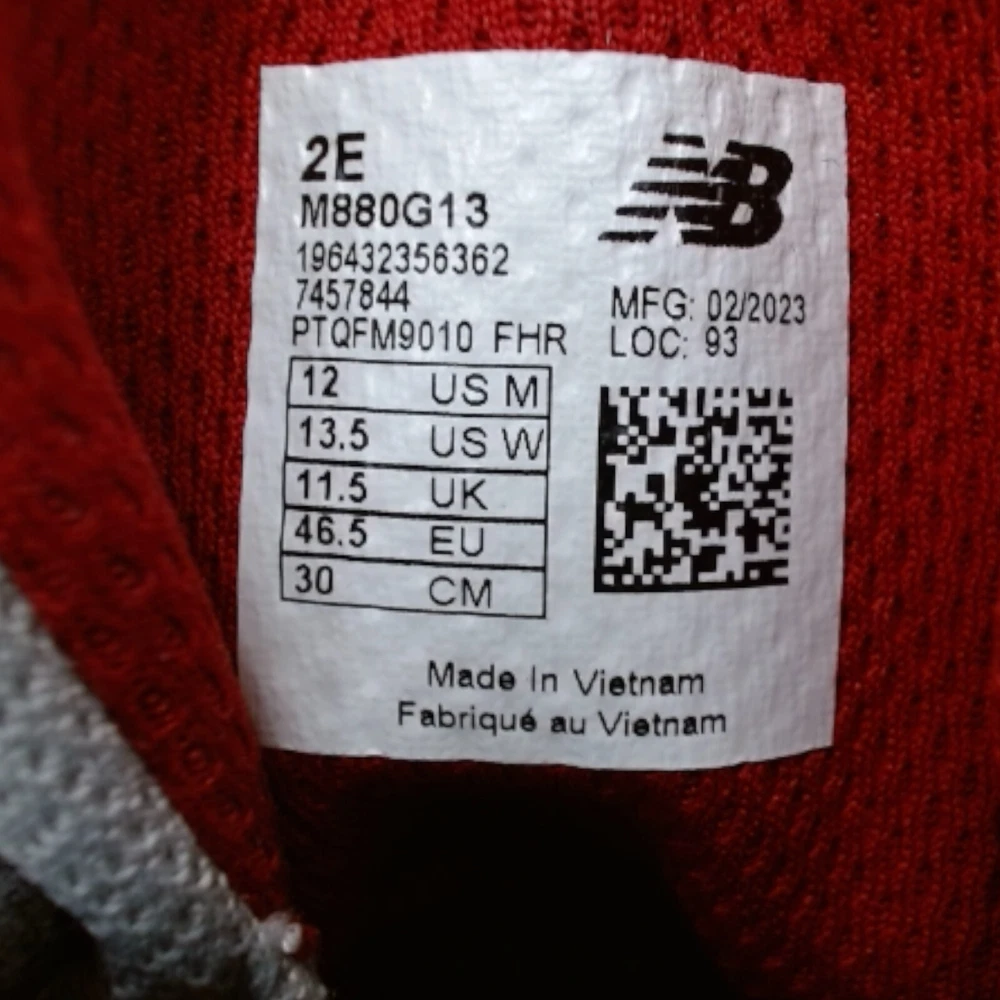 2E
M880G13
196432356362
7457844
PTQFM9010 FHR
NB
MFG: 02/2023
LOC: 93
12 US M
13.5 US W
11.5 UK
46.5 EU
30 CM
Made In Vietnam
Fabriqué au Vietnam